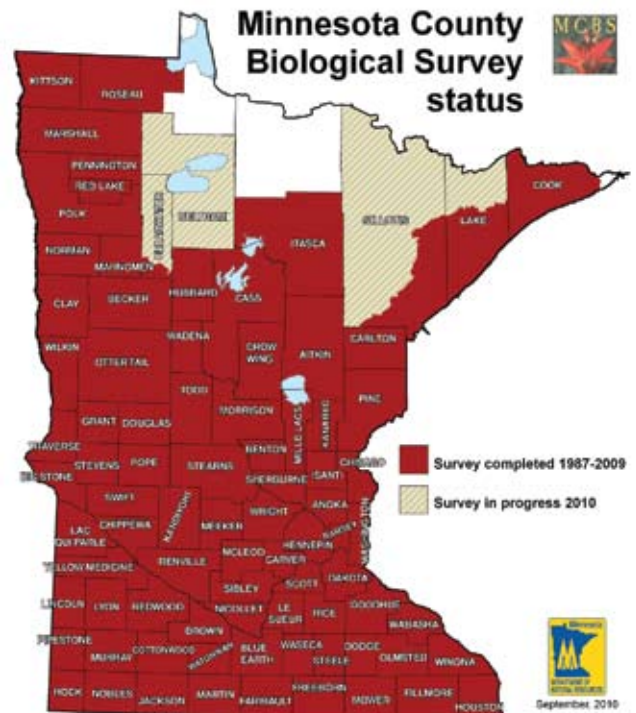 Minnesota County
Biological Survey
status
MCBS
KITTSON
ROSEAU
MARSHALL
PENNINGTON
RED LAKE
POLK
CLEARWATER
BELTRAMI
ST. LOUIS
LAKE
COOK
ITASCA
NORMAN
MAHNOMEN
CLAY
BECKER
HUBBARD
CASS
WILKIN
OTTER TAIL
WADENA
CROW
WING
AITKIN
CARLTON
PINE
TODD
MORRISON
MILLE LACS
KANABEC
GRANT
DOUGLAS
TRAVERSE
STEVENS
POPE
STEARNS
BENTON
SHERBURNE
ISANTI
CHISAGO
BIG STONE
SWIFT
KANDIYOHI
MEEKER
WRIGHT
ANOKA
RAMSEY
WASHINGTON
LAC
QUI PARLE
CHIPPEWA
RENVILLE
MCLEOD
HENNEPIN
CARVER
YELLOW MEDICINE
SIBLEY
SCOTT
DAKOTA
LINCOLN
LYON
REDWOOD
NICOLLET
LE
SUEUR
RICE
GOODHUE
WABASHA
PIPESTONE
MURRAY
COTTONWOOD
BROWN
WATONWAN
BLUE
EARTH
WASECA
STEELE
DODGE
OLMSTED
WINONA
ROCK
NOBLES
JACKSON
MARTIN
FARIBAULT
FREEBORN
MOWER
FILLMORE
HOUSTON
Survey completed 1987-2009
Survey in progress 2010
Minnesota
DEPARTMENT OF
NATURAL RESOURCES
September, 2010